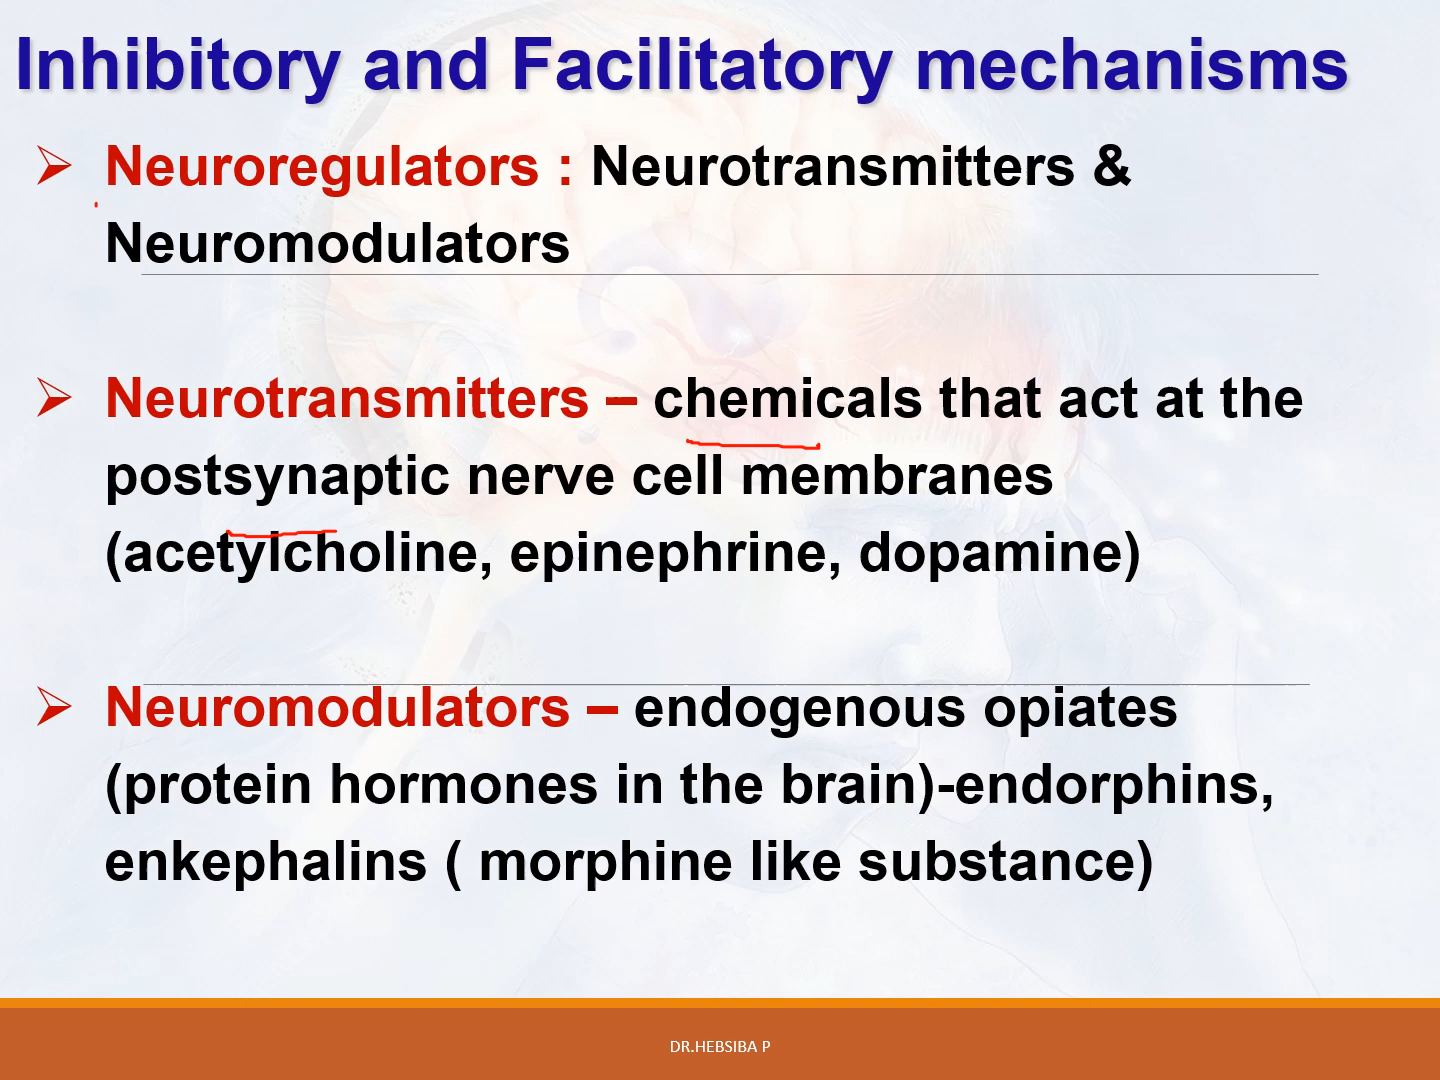 Inhibitory and Facilitatory mechanisms
Neuroregulators : Neurotransmitters &
Neuromodulators
Neurotransmitters – chemicals that act at the
postsynaptic nerve cell membranes
(acetylcholine, epinephrine, dopamine)
Neuromodulators – endogenous opiates
(protein hormones in the brain)-endorphins,
enkephalins ( morphine like substance)
DR.HEBSIBA P